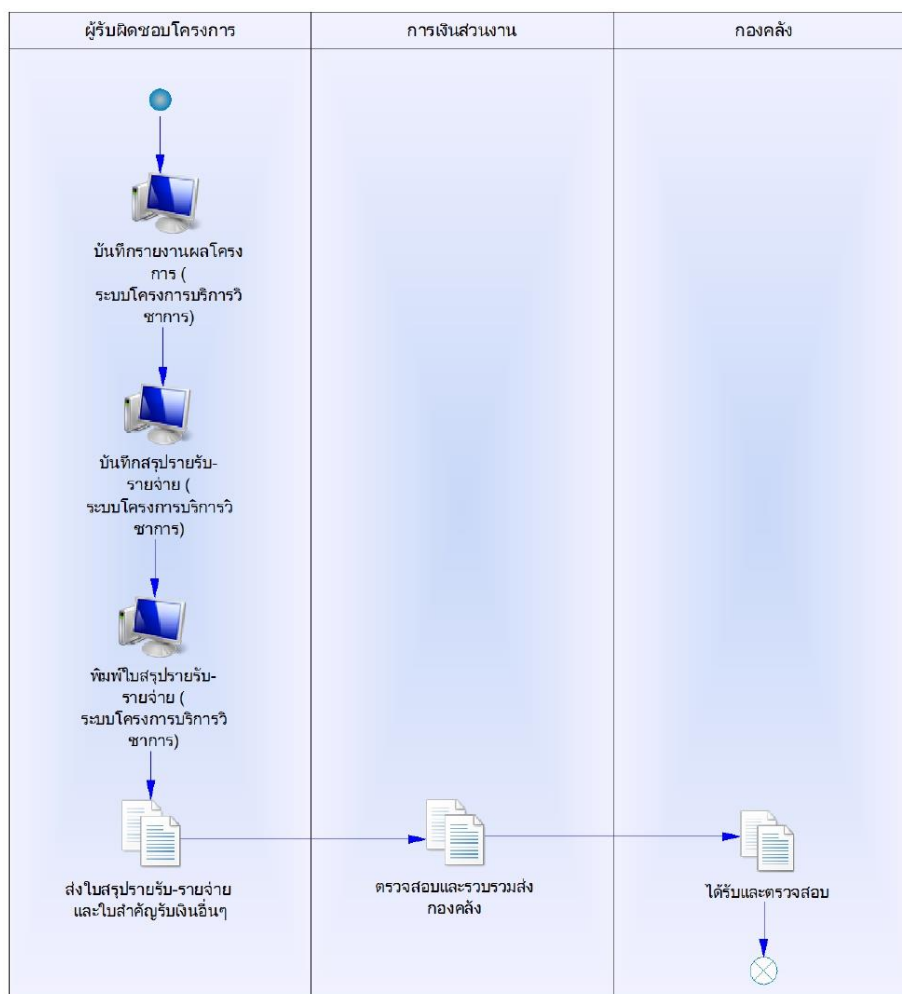 ผู้รับผิดชอบโครงการ
การเงินส่วนงาน
กองคลัง
บันทึกรายงานผลโครง
การ (
ระบบโครงการบริการวิ
ชาการ)
บันทึกสรุปรายรับ-
รายจ่าย (
ระบบโครงการบริการวิ
ชาการ)
พิมพ์ใบสรุปรายรับ-
รายจ่าย (
ระบบโครงการบริการวิ
ชาการ)
ส่งใบสรุปรายรับ-รายจ่าย
และใบสำคัญรับเงินอื่นๆ
ตรวจสอบและรวบรวมส่ง
กองคลัง
ได้รับและตรวจสอบ